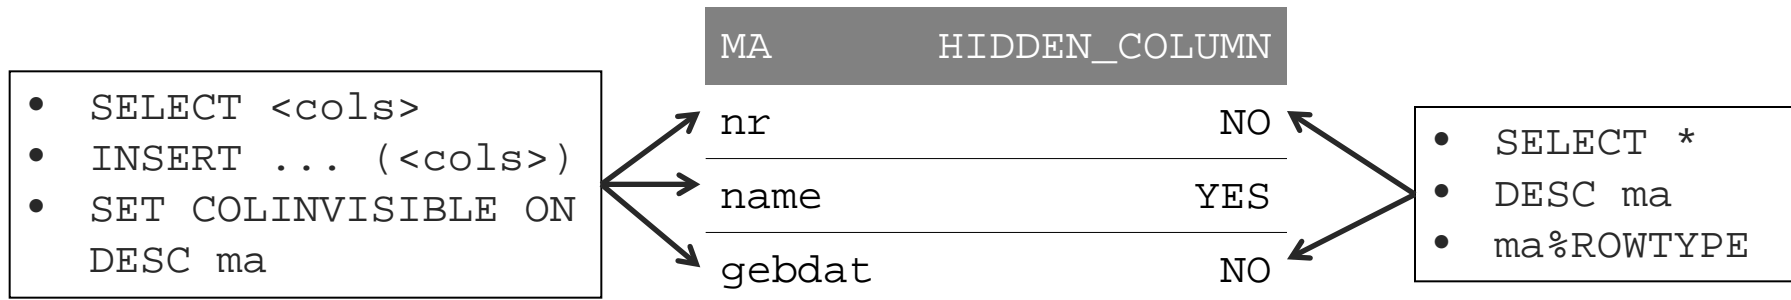 • SELECT <cols>
• INSERT ... (<cols>)
• SET COLINVISIBLE ON
DESC ma
MA HIDDEN_COLUMN
nr NO
name YES
gebdat NO
• SELECT *
• DESC ma
• ma%ROWTYPE